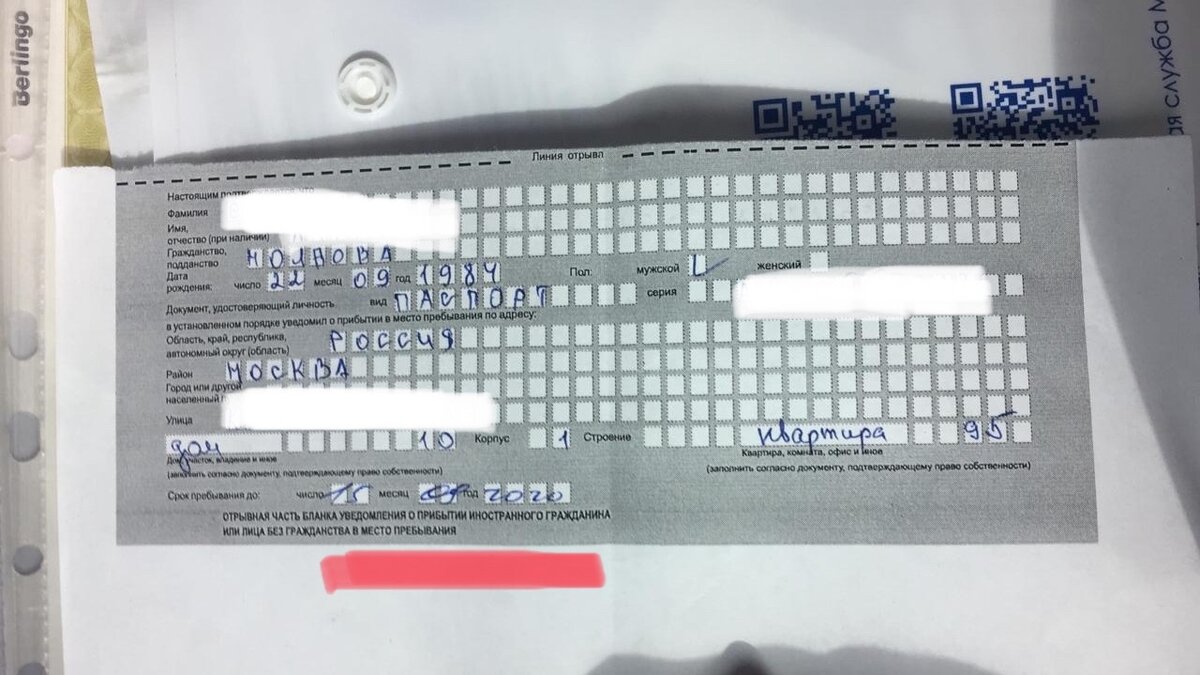 Berlingo
ая служба м
Линия отрыва
Настоящим
Фамилия
Имя,
отчество (при наличии)
Гражданство,
подданство МОЛДОВА
Дата
рождения: число 22 месяц 09 год 1984 Пол: мужской женский
Документ, удостоверяющий личность вид ПАСПОРТ серия
в установленном порядке уведомил о прибытии в место пребывания по адресу:
Область, край, республика,
автономный округ (область) РОССИЯ
Район МОСКВА
Город или другой
населенный
Улица
дом 10 Корпус 1 Строение квартира 95
участок, владение и иное Квартира, комната, офис и иное
(заполнить согласно документу, подтверждающему право собственности) (заполнить согласно документу, подтверждающему право собственности)
Срок пребывания до: число 15 месяц 09 год 2020
ОТРЫВНАЯ ЧАСТЬ БЛАНКА УВЕДОМЛЕНИЯ О ПРИБЫТИИ ИНОСТРАННОГО ГРАЖДАНИНА
ИЛИ ЛИЦА БЕЗ ГРАЖДАНСТВА В МЕСТО ПРЕБЫВАНИЯ